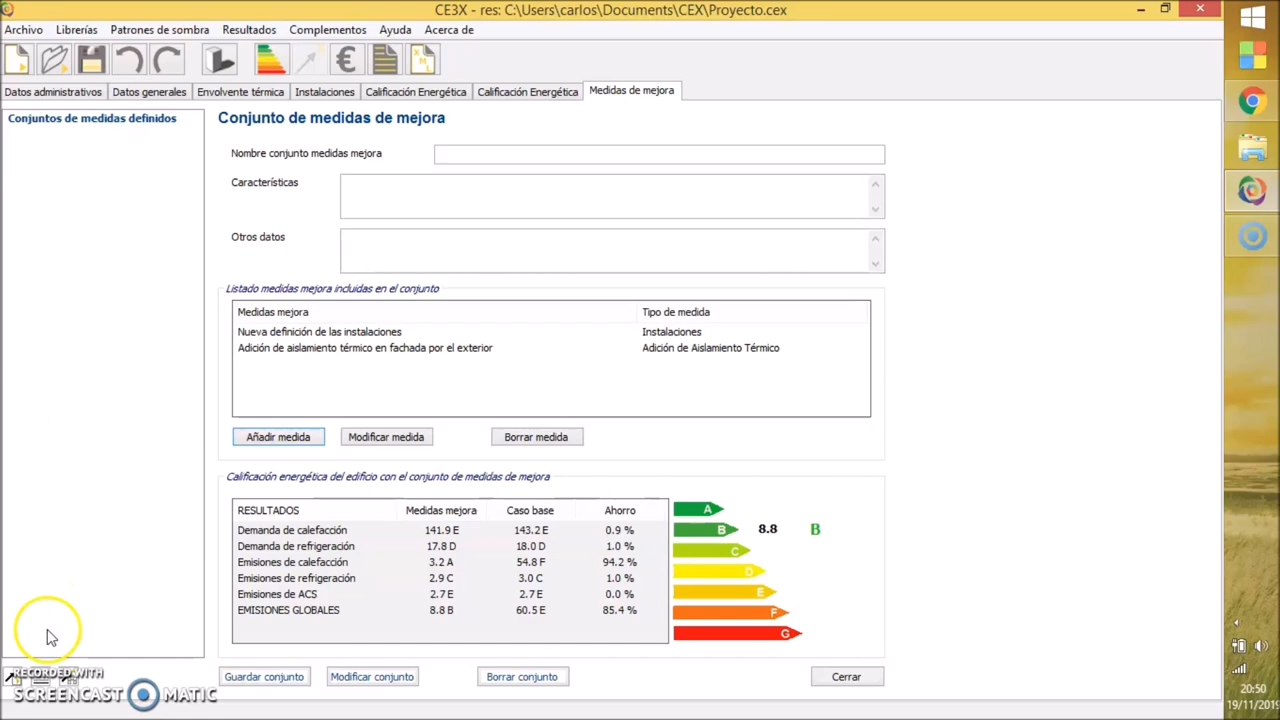 CE3X - res: C:\Users\carlos\Documents\CEX\Proyecto.cex
Archivo Librerías Patrones de sombra Resultados Complementos Ayuda Acerca de
€ XML
Datos administrativos Datos generales Envolvente térmica Instalaciones Calificación Energética Calificación Energética Medidas de mejora
Conjuntos de medidas definidos
Conjunto de medidas de mejora
Nombre conjunto medidas mejora
Características
Otros datos
Listado medidas mejora incluidas en el conjunto
Medidas mejora Tipo de medida
Nueva definición de las instalaciones Instalaciones
Adición de aislamiento térmico en fachada por el exterior Adición de Aislamiento Térmico
Añadir medida Modificar medida Borrar medida
Calificación energética del edificio con el conjunto de medidas de mejora
RESULTADOS Medidas mejora Caso base Ahorro
Demanda de calefacción 141.9 E 143.2 E 0.9 %
Demanda de refrigeración 17.8 D 18.0 D 1.0 %
Emisiones de calefacción 3.2 A 54.8 F 94.2 %
Emisiones de refrigeración 2.9 C 3.0 C 1.0 %
Emisiones de ACS 2.7 E 2.7 E 0.0 %
EMISIONES GLOBALES 8.8 B 60.5 E 85.4 %
A
B 8.8 B
C
D
E
F
G
Guardar conjunto Modificar conjunto Borrar conjunto Cerrar
RECORDED WITH
SCREENCAST MATIC
20:50
19/11/2019